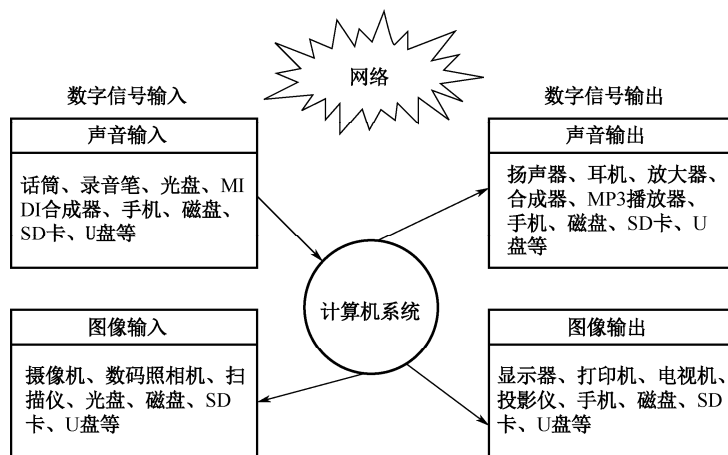 网络
数字信号输入
声音输入
话筒、录音笔、光盘、MI
DI合成器、手机、磁盘、
SD卡、U盘等
数字信号输出
声音输出
扬声器、耳机、放大器、
合成器、MP3播放器、
手机、磁盘、SD卡、U
盘等
计算机系统
图像输入
摄像机、数码照相机、扫
描仪、光盘、磁盘、SD
卡、U盘等
图像输出
显示器、打印机、电视机、
投影仪、手机、磁盘、SD
卡、U盘等